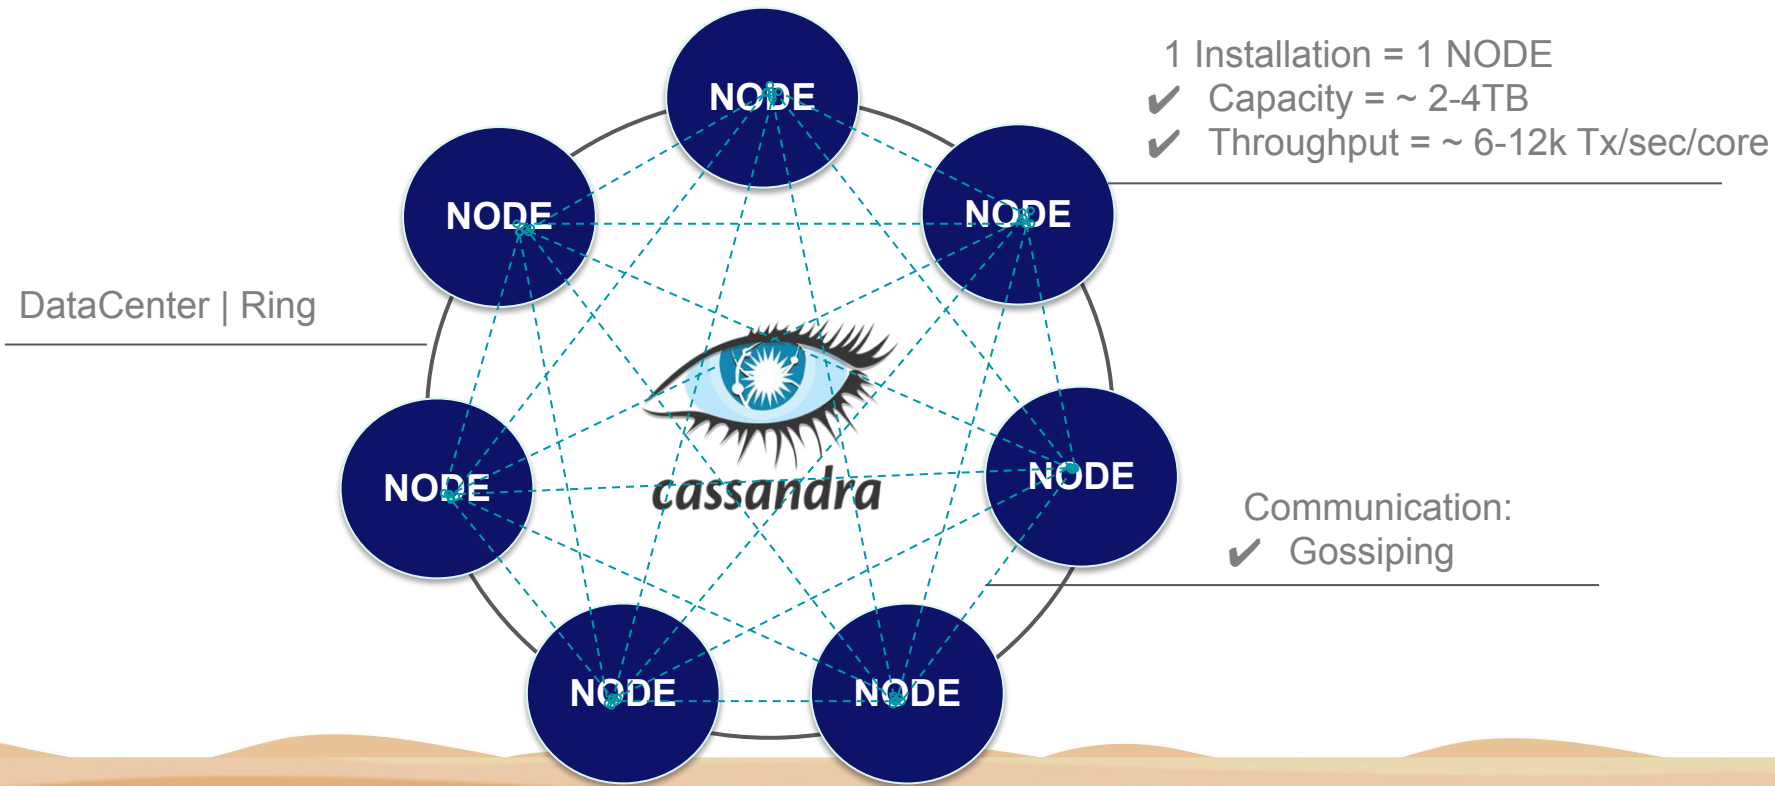 1 Installation = 1 NODE
✔ Capacity = ~ 2-4TB
✔ Throughput = ~ 6-12k Tx/sec/core
NODE
NODE
NODE
DataCenter | Ring
NODE
NODE
cassandra
Communication:
✔ Gossiping
NODE
NODE